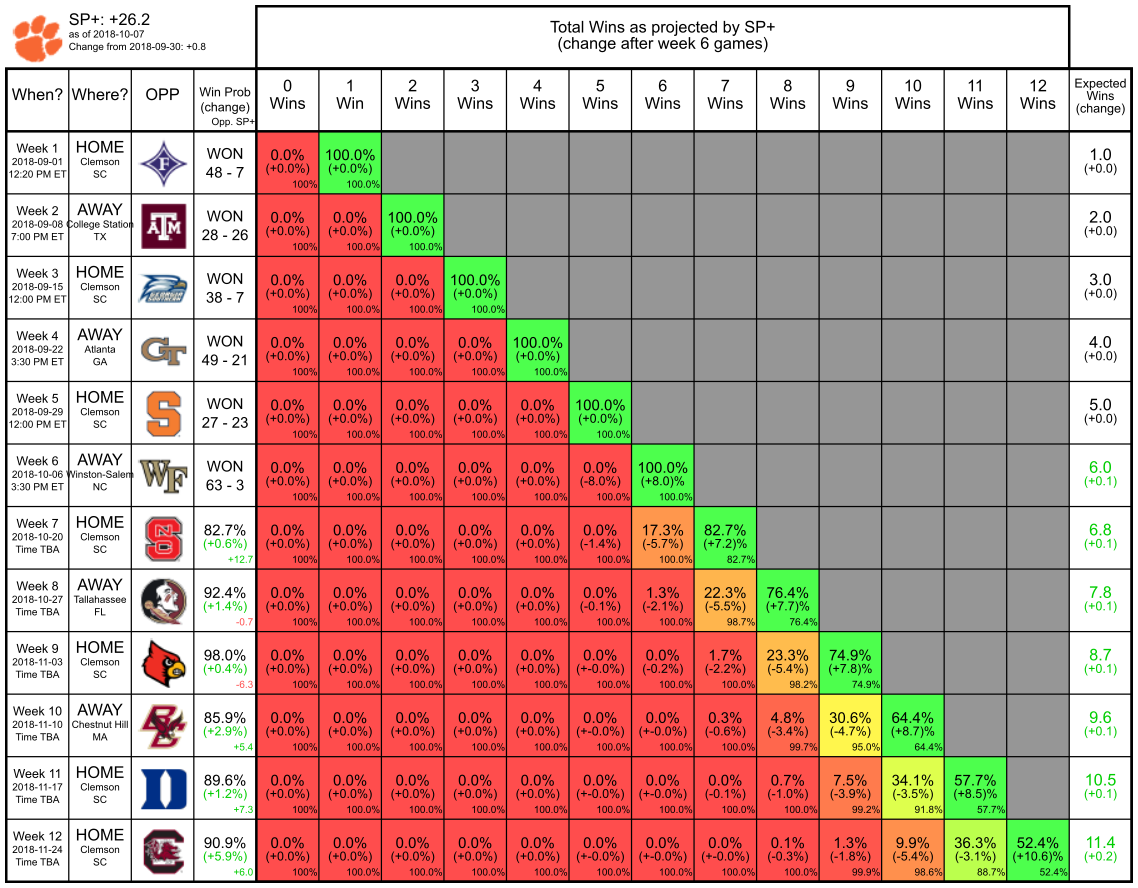 SP+: +26.2
as of 2018-10-07
Change from 2018-09-30: +0.8
Total Wins as projected by SP+
(change after week 6 games)
When? Where? OPP Win Prob (change) Opp. SP+ 0 Wins 1 Win 2 Wins 3 Wins 4 Wins 5 Wins 6 Wins 7 Wins 8 Wins 9 Wins 10 Wins 11 Wins 12 Wins Expected Wins (change)
Week 1 HOME F WON 0.0% 100.0% 1.0
2018-09-01 Clemson (+0.0%) (+0.0%) (+0.0)
12:20 PM ET SC 48 - 7 100% 100.0%
Week 2 AWAY ATM WON 0.0% 0.0% 100.0% 2.0
2018-09-08 College Station (+0.0%) (+0.0%) (+0.0%) (+0.0)
7:00 PM ET TX 28 - 26 100% 100.0% 100.0%
Week 3 HOME WON 0.0% 0.0% 0.0% 100.0% 3.0
2018-09-15 Clemson (+0.0%) (+0.0%) (+0.0%) (+0.0%) (+0.0)
12:00 PM ET SC 38 - 7 100% 100.0% 100.0% 100.0%
Week 4 AWAY GT WON 0.0% 0.0% 0.0% 0.0% 100.0% 4.0
2018-09-22 Atlanta (+0.0%) (+0.0%) (+0.0%) (+0.0%) (+0.0%) (+0.0)
3:30 PM ET GA 49 - 21 100% 100.0% 100.0% 100.0% 100.0%
Week 5 HOME S WON 0.0% 0.0% 0.0% 0.0% 0.0% 100.0% 5.0
2018-09-29 Clemson (+0.0%) (+0.0%) (+0.0%) (+0.0%) (+0.0%) (+0.0%) (+0.0)
12:00 PM ET SC 27 - 23 100% 100.0% 100.0% 100.0% 100.0% 100.0%
Week 6 AWAY WF WON 0.0% 0.0% 0.0% 0.0% 0.0% 0.0% 100.0% 6.0
2018-10-06 Winston-Salem (+0.0%) (+0.0%) (+0.0%) (+0.0%) (+0.0%) (-8.0%) (+8.0)% (+0.1)
3:30 PM ET NC 63 - 3 100% 100.0% 100.0% 100.0% 100.0% 100.0% 100.0%
Week 7 HOME NCS 82.7% 0.0% 0.0% 0.0% 0.0% 0.0% 0.0% 17.3% 82.7% 6.8
2018-10-20 Clemson (+0.6%) (+0.0%) (+0.0%) (+0.0%) (+0.0%) (+0.0%) (-1.4%) (-5.7%) (+7.2)% (+0.1)
Time TBA SC +12.7 100% 100.0% 100.0% 100.0% 100.0% 100.0% 100.0% 82.7%
Week 8 AWAY 92.4% 0.0% 0.0% 0.0% 0.0% 0.0% 0.0% 1.3% 22.3% 76.4% 7.8
2018-10-27 Tallahassee (+1.4%) (+0.0%) (+0.0%) (+0.0%) (+0.0%) (+0.0%) (-0.1%) (-2.1%) (-5.5%) (+7.7)% (+0.1)
Time TBA FL -0.7 100% 100.0% 100.0% 100.0% 100.0% 100.0% 100.0% 98.7% 76.4%
Week 9 HOME 98.0% 0.0% 0.0% 0.0% 0.0% 0.0% 0.0% 0.0% 1.7% 23.3% 74.9% 8.7
2018-11-03 Clemson (+0.4%) (+0.0%) (+0.0%) (+0.0%) (+0.0%) (+0.0%) (+-0.0%) (-0.2%) (-2.2%) (-5.4%) (+7.8)% (+0.1)
Time TBA SC -6.3 100% 100.0% 100.0% 100.0% 100.0% 100.0% 100.0% 100.0% 98.2% 74.9%
Week 10 AWAY BC 85.9% 0.0% 0.0% 0.0% 0.0% 0.0% 0.0% 0.0% 0.3% 4.8% 30.6% 64.4% 9.6
2018-11-10 Chestnut Hill (+2.9%) (+0.0%) (+0.0%) (+0.0%) (+0.0%) (+0.0%) (+-0.0%) (+-0.0%) (-0.6%) (-3.4%) (-4.7%) (+8.7)% (+0.1)
Time TBA MA +5.4 100% 100.0% 100.0% 100.0% 100.0% 100.0% 100.0% 100.0% 99.7% 95.0% 64.4%
Week 11 HOME D 89.6% 0.0% 0.0% 0.0% 0.0% 0.0% 0.0% 0.0% 0.0% 0.7% 7.5% 34.1% 57.7% 10.5
2018-11-17 Clemson (+1.2%) (+0.0%) (+0.0%) (+0.0%) (+0.0%) (+0.0%) (+-0.0%) (+-0.0%) (-0.1%) (-1.0%) (-3.9%) (-3.5%) (+8.5)% (+0.1)
Time TBA SC +7.3 100% 100.0% 100.0% 100.0% 100.0% 100.0% 100.0% 100.0% 100.0% 99.2% 91.8% 57.7%
Week 12 HOME C 90.9% 0.0% 0.0% 0.0% 0.0% 0.0% 0.0% 0.0% 0.0% 0.1% 1.3% 9.9% 36.3% 52.4% 11.4
2018-11-24 Clemson (+5.9%) (+0.0%) (+0.0%) (+0.0%) (+0.0%) (+0.0%) (+-0.0%) (+-0.0%) (+-0.0%) (-0.3%) (-1.8%) (-5.4%) (-3.1%) (+10.6)% (+0.2)
Time TBA SC +6.0 100% 100.0% 100.0% 100.0% 100.0% 100.0% 100.0% 100.0% 100.0% 99.9% 98.6% 88.7% 52.4%